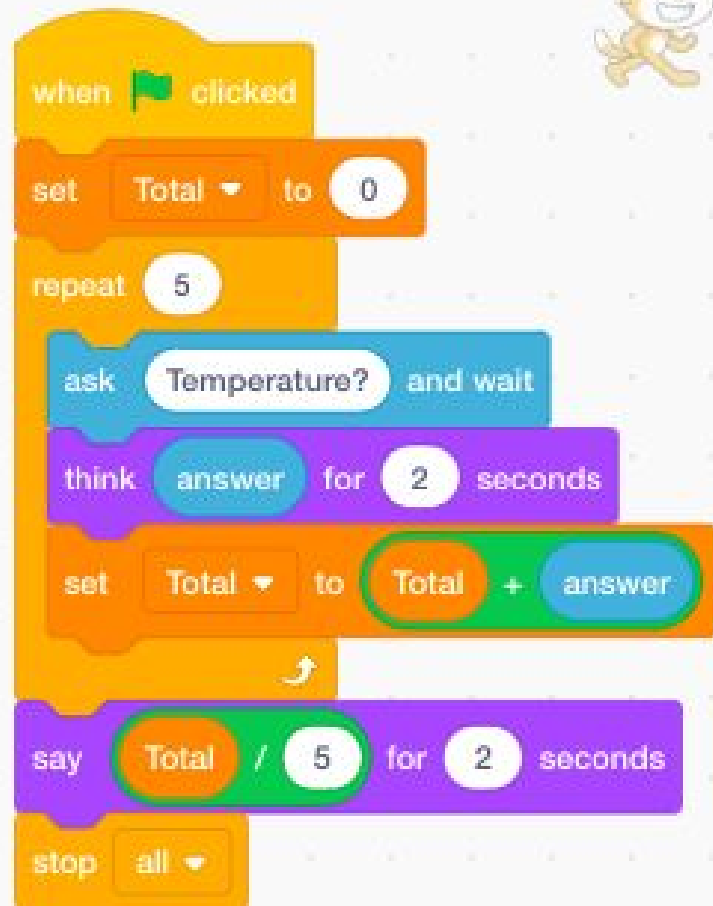 when clicked
set Total to 0
repeat 5
ask Temperature? and wait
think answer for 2 seconds
set Total to Total + answer
say Total / 5 for 2 seconds
stop all